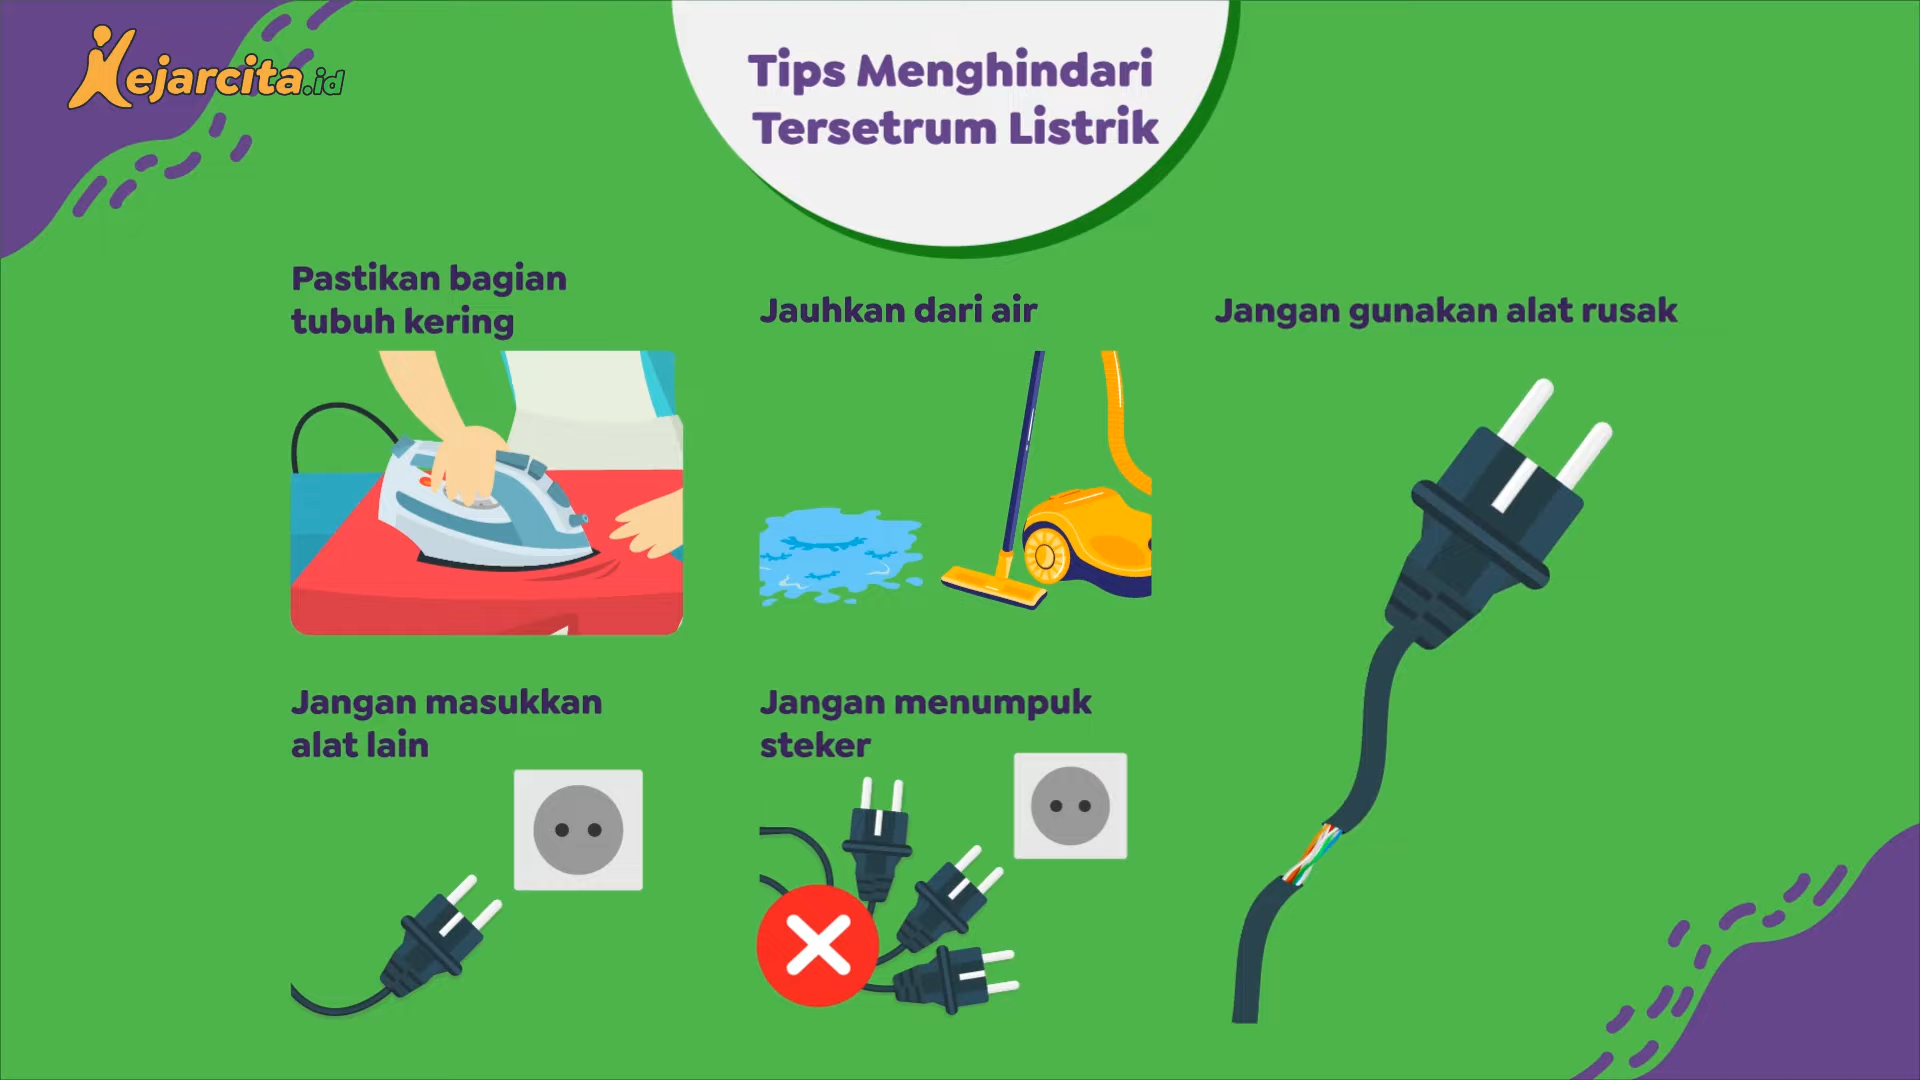 Kejarcita.id
Tips Menghindari
Tersetrum Listrik
Pastikan bagian
tubuh kering
Jauhkan dari air
Jangan gunakan alat rusak
Jangan masukkan
alat lain
Jangan menumpuk
steker